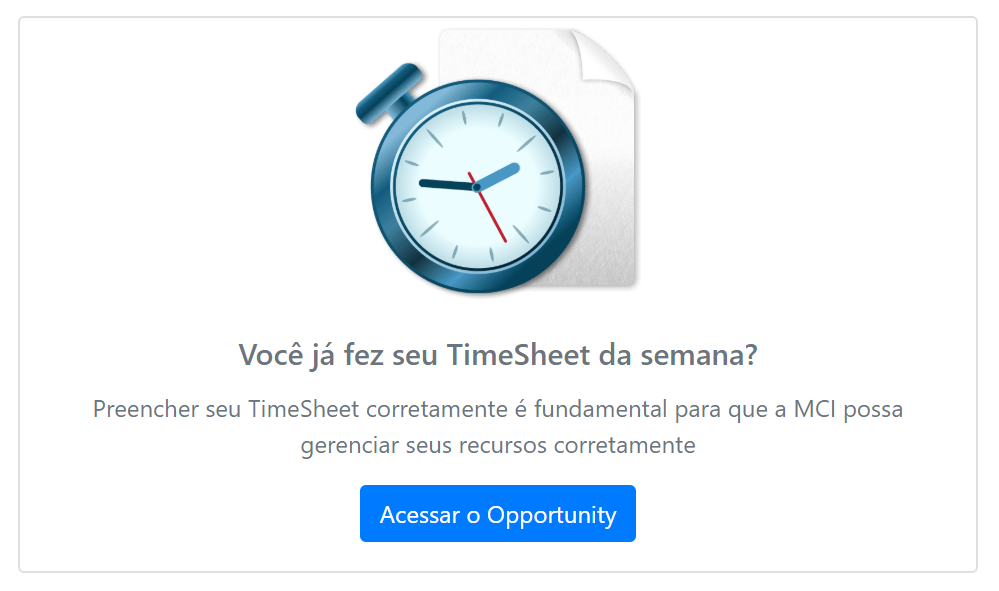 Você já fez seu TimeSheet da semana?
Preencher seu TimeSheet corretamente é fundamental para que a MCI possa
gerenciar seus recursos corretamente
Acessar o Opportunity